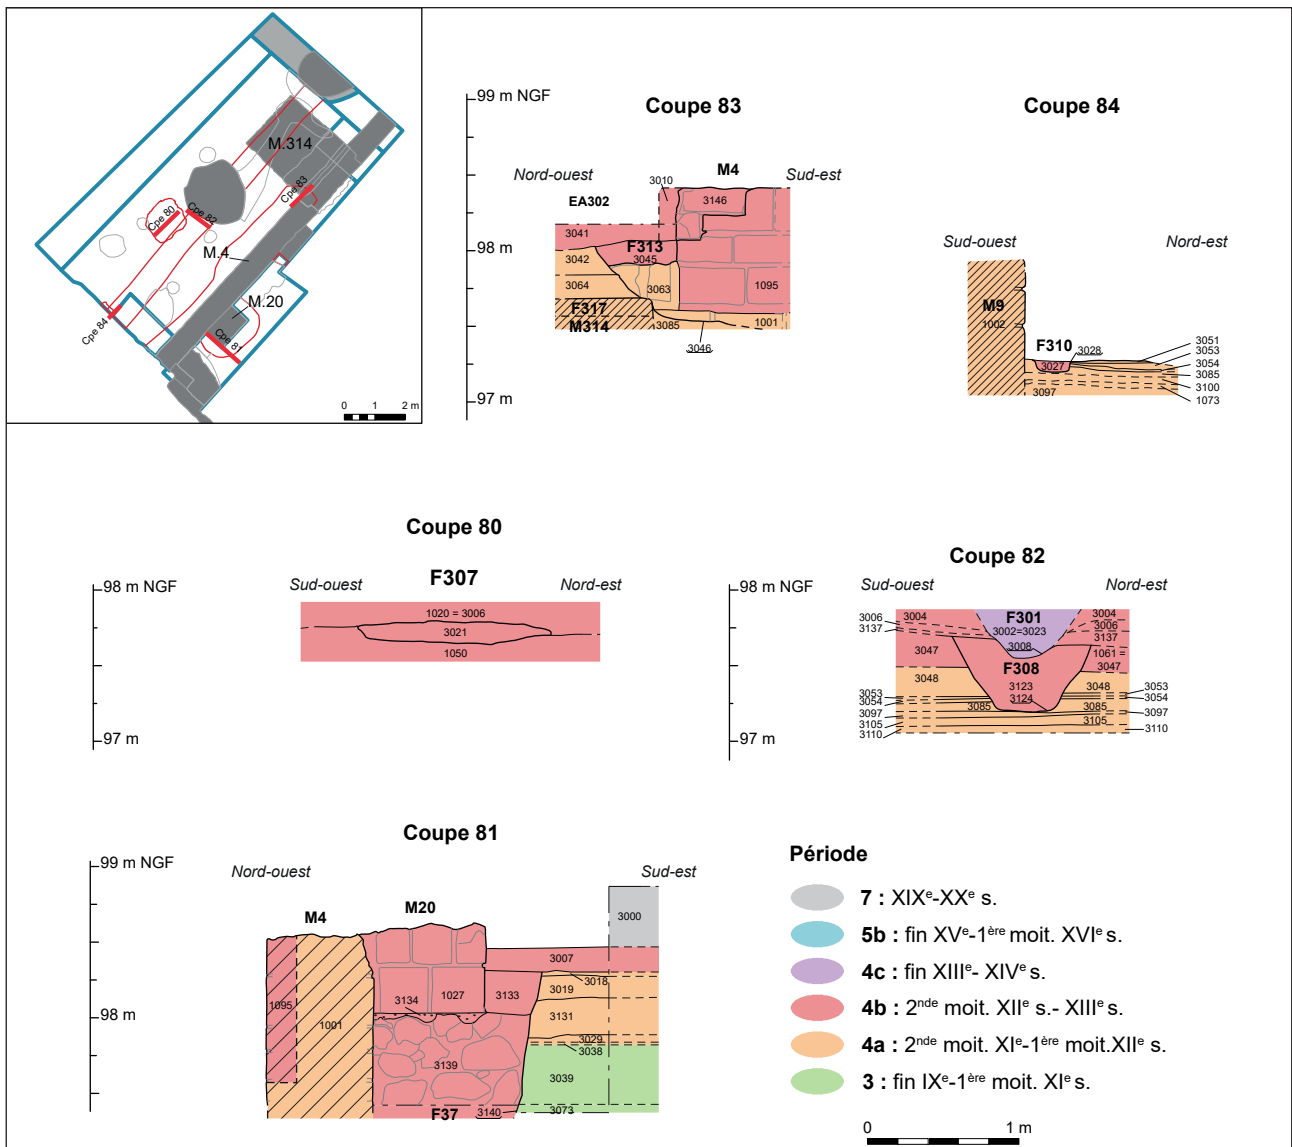 M.314
Cpe 83
Cpe 80
Cpe 82
M.4
M.20
Cpe 84
Cpe 81
0 1 2 m
99 m NGF
98 m
97 m
Coupe 83
Nord-ouest
Sud-est
M4
3010
3146
EA302
3041
F313
3042
3045
3064
3063
1095
F317
M314
3085
1001
3046
Coupe 84
Sud-ouest
Nord-est
M9
1002
F310
3028
3027
3051
3053
3054
3085
3100
1073
3097
Coupe 80
98 m NGF
97 m
Sud-ouest
F307
Nord-est
1020 = 3006
3021
1050
Coupe 82
98 m NGF
97 m
Sud-ouest
Nord-est
3006
3004
F301
3004
3137
3002=3023
3006
3137
3047
3008
1061 =
3047
F308
3048
3123
3048
3053
3053
3124
3054
3054
3085
3085
3097
3097
3105
3105
3110
3110
Coupe 81
99 m NGF
98 m
Nord-ouest
Sud-est
M20
M4
3000
3007
3018
3019
1095
3134
1027
3133
3131
1001
3029
3038
3139
3039
F37
3140
3073
Période
7 : XIXe-XXe s.
5b : fin XVe-1ère moit. XVIe s.
4c : fin XIIIe- XIVe s.
4b : 2nde moit. XIIe s.- XIIIe s.
4a : 2nde moit. XIe-1ère moit.XIIe s.
3 : fin IXe-1ère moit. XIe s.
0 1 m